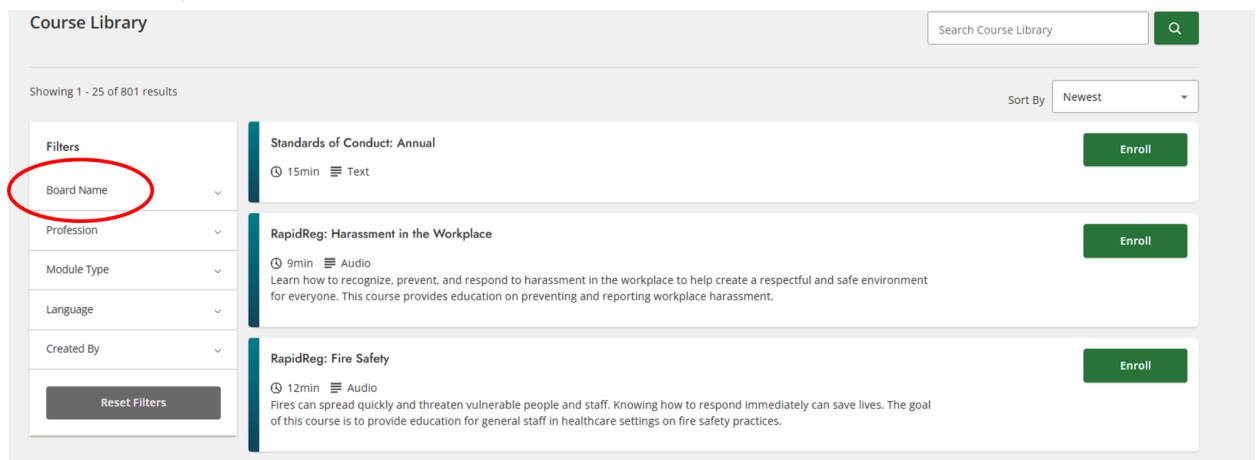 Course Library
Search Course Library
Showing 1 - 25 of 801 results
Sort By
Newest
Filters
Board Name
Profession
Module Type
Language
Created By
Reset Filters
Standards of Conduct: Annual
15min Text
Enroll
RapidReg: Harassment in the Workplace
9min Audio
Learn how to recognize, prevent, and respond to harassment in the workplace to help create a respectful and safe environment
for everyone. This course provides education on preventing and reporting workplace harassment.
Enroll
RapidReg: Fire Safety
12min Audio
Fires can spread quickly and threaten vulnerable people and staff. Knowing how to respond immediately can save lives. The goal
of this course is to provide education for general staff in healthcare settings on fire safety practices.
Enroll